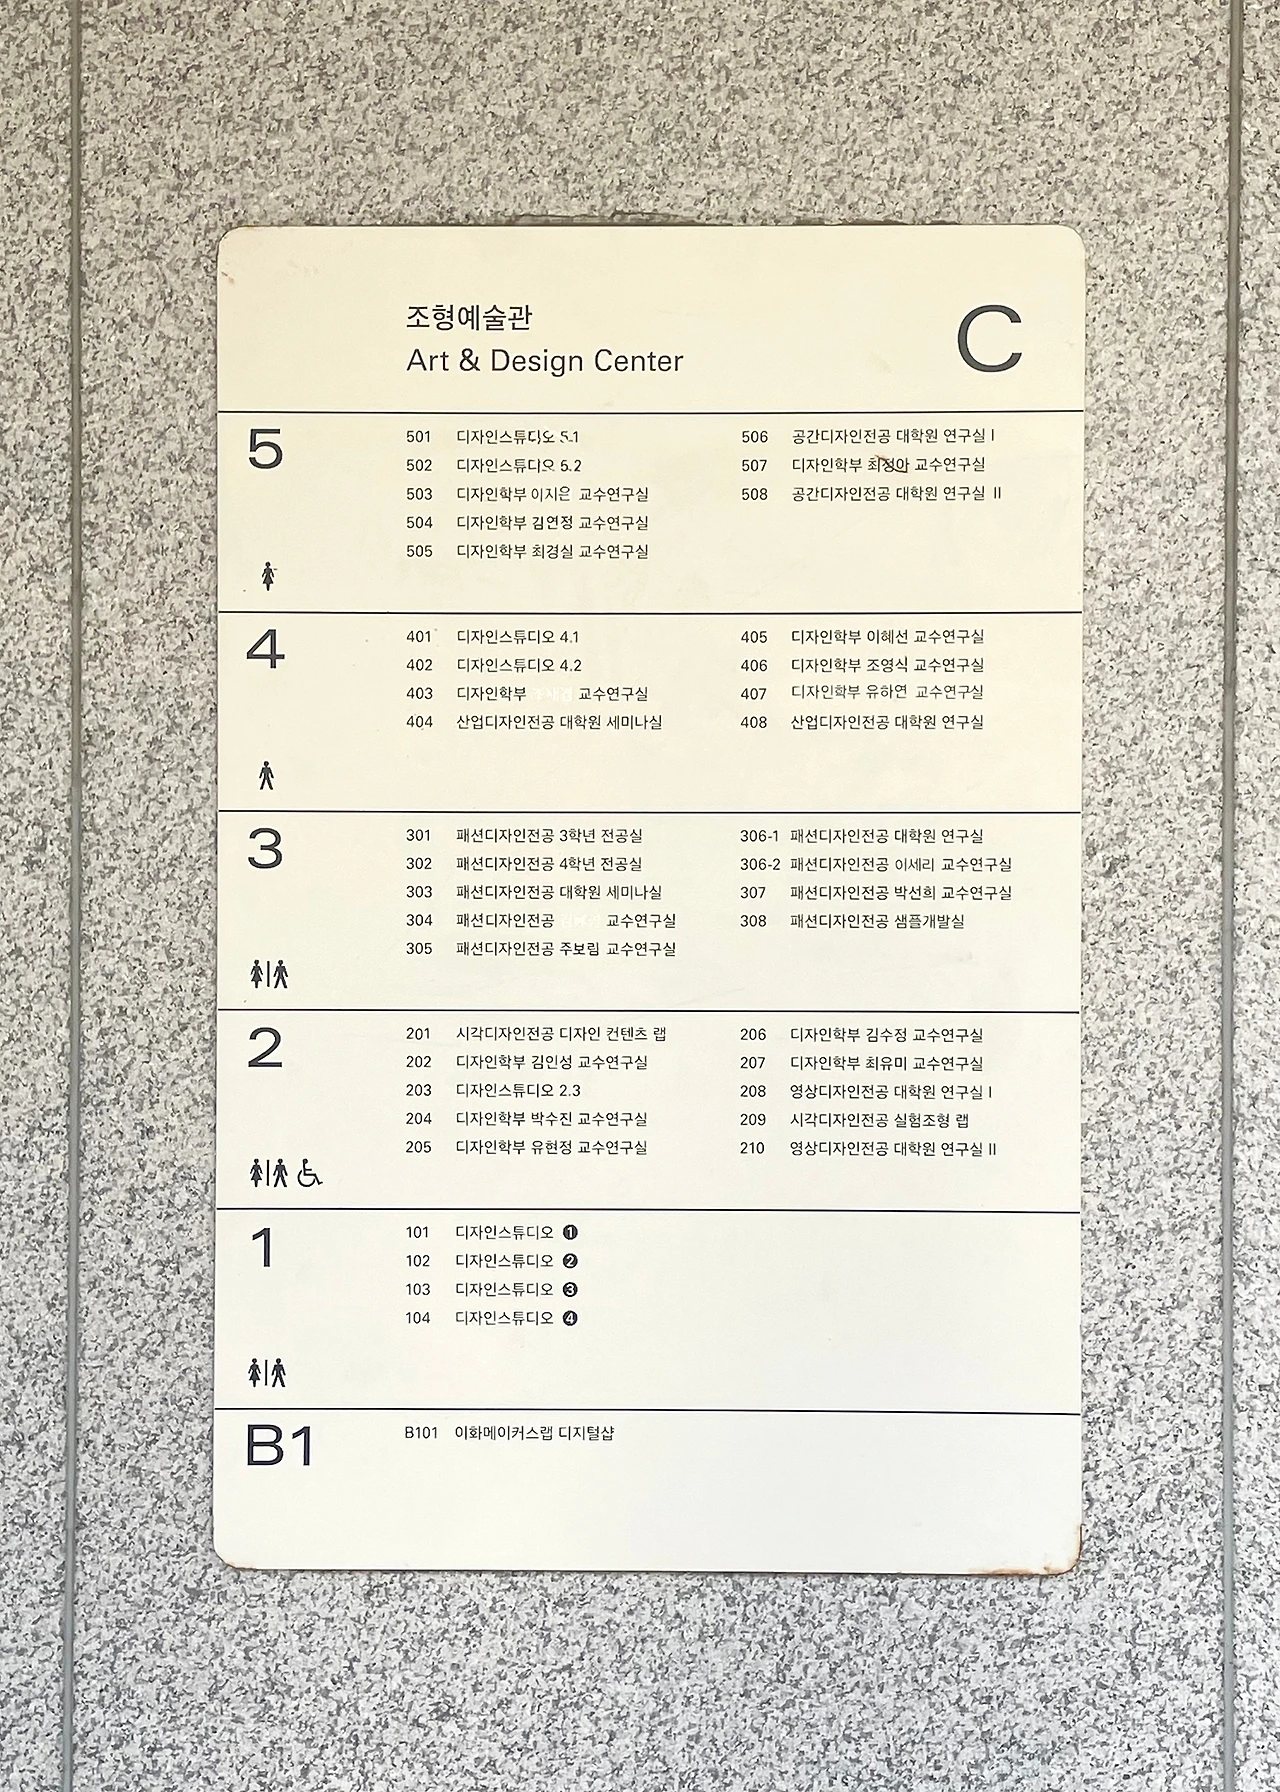 조형예술관
Art & Design Center
C
5
501 디자인스튜디오 5.1
502 디자인스튜디오 5.2
503 디자인학부 이지은 교수연구실
504 디자인학부 김연정 교수연구실
505 디자인학부 최경실 교수연구실
506 공간디자인전공 대학원 연구실 I
507 디자인학부 교수연구실
508 공간디자인전공 대학원 연구실 II
4
401 디자인스튜디오 4.1
402 디자인스튜디오 4.2
403 디자인학부 교수연구실
404 산업디자인전공 대학원 세미나실
405 디자인학부 이혜선 교수연구실
406 디자인학부 조영식 교수연구실
407 디자인학부 유하연 교수연구실
408 산업디자인전공 대학원 연구실
3
301 패션디자인전공 3학년 전공실
302 패션디자인전공 4학년 전공실
303 패션디자인전공 대학원 세미나실
304 패션디자인전공 교수연구실
305 패션디자인전공 주보림 교수연구실
306-1 패션디자인전공 대학원 연구실
306-2 패션디자인전공 이세리 교수연구실
307 패션디자인전공 박선희 교수연구실
308 패션디자인전공 샘플개발실
2
201 시각디자인전공 디자인 컨텐츠 랩
202 디자인학부 김인성 교수연구실
203 디자인스튜디오 2.3
204 디자인학부 박수진 교수연구실
205 디자인학부 유현정 교수연구실
206 디자인학부 김수정 교수연구실
207 디자인학부 최유미 교수연구실
208 영상디자인전공 대학원 연구실 I
209 시각디자인전공 실험조형 랩
210 영상디자인전공 대학원 연구실 II
1
101 디자인스튜디오 ❶
102 디자인스튜디오 ❷
103 디자인스튜디오 ❸
104 디자인스튜디오 ❹
B1
B101 이화메이커스랩 디지털샵